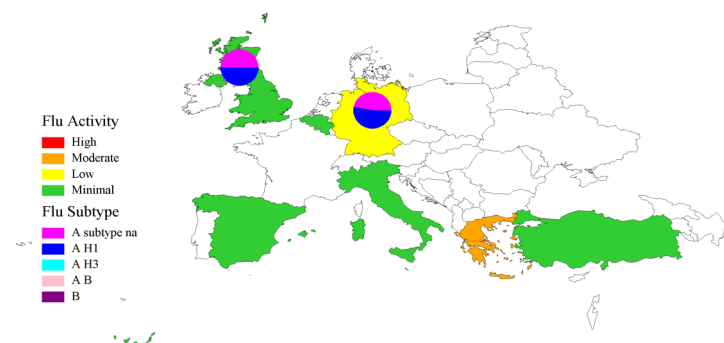 Flu Activity
High
Moderate
Low
Minimal
Flu Subtype
A subtype na
A H1
A H3
A B
B